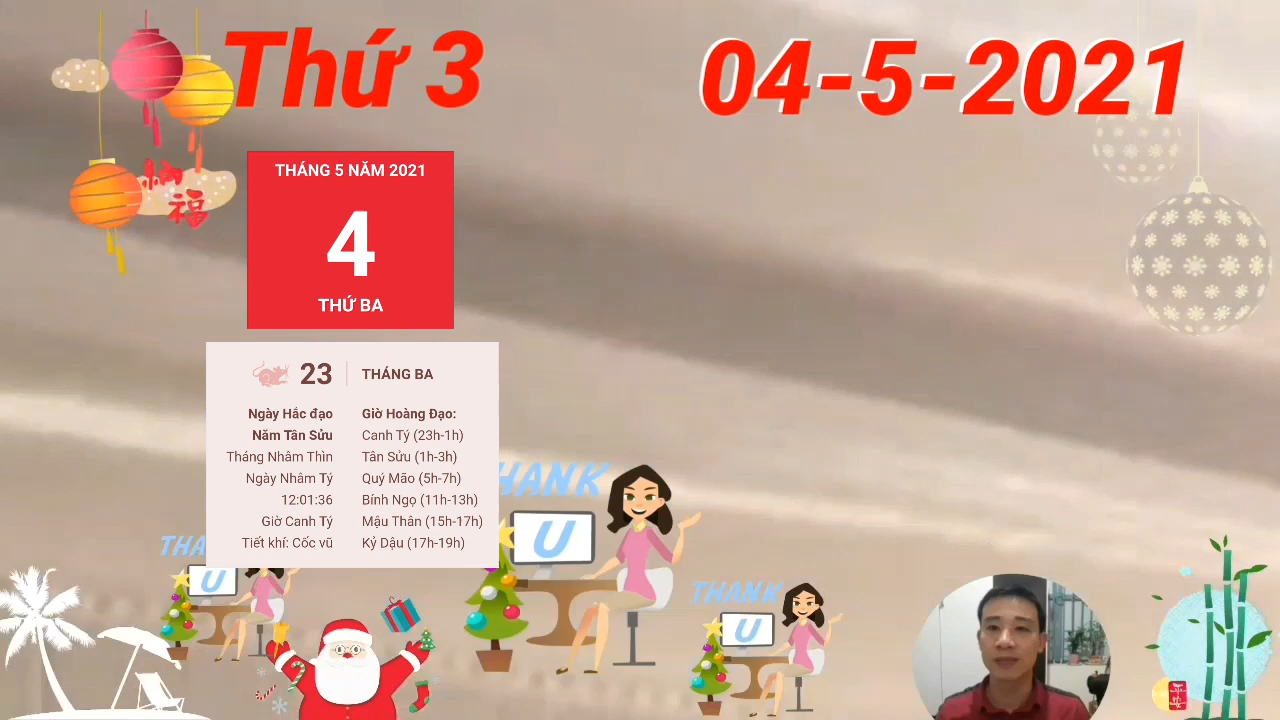 Thứ 3
04-5-2021
THÁNG 5 NĂM 2021
4
THỨ BA
23
THÁNG BA
Ngày Hắc đạo
Năm Tân Sửu
Tháng Nhâm Thìn
Ngày Nhâm Tý
12:01:36
Giờ Canh Tý
Tiết khí: Cốc vũ
Giờ Hoàng Đạo:
Canh Tý (23h-1h)
Tân Sửu (1h-3h)
Quý Mão (5h-7h)
Bính Ngọ (11h-13h)
Mậu Thân (15h-17h)
Kỷ Dậu (17h-19h)
HANK
U
THA
U
THANK
U
福